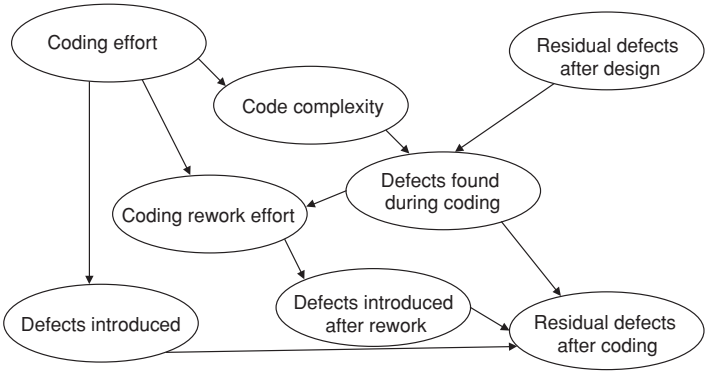 Coding effort
Residual defects
after design
Code complexity
Defects found
during coding
Coding rework effort
Defects introduced
after rework
Defects introduced
Residual defects
after coding